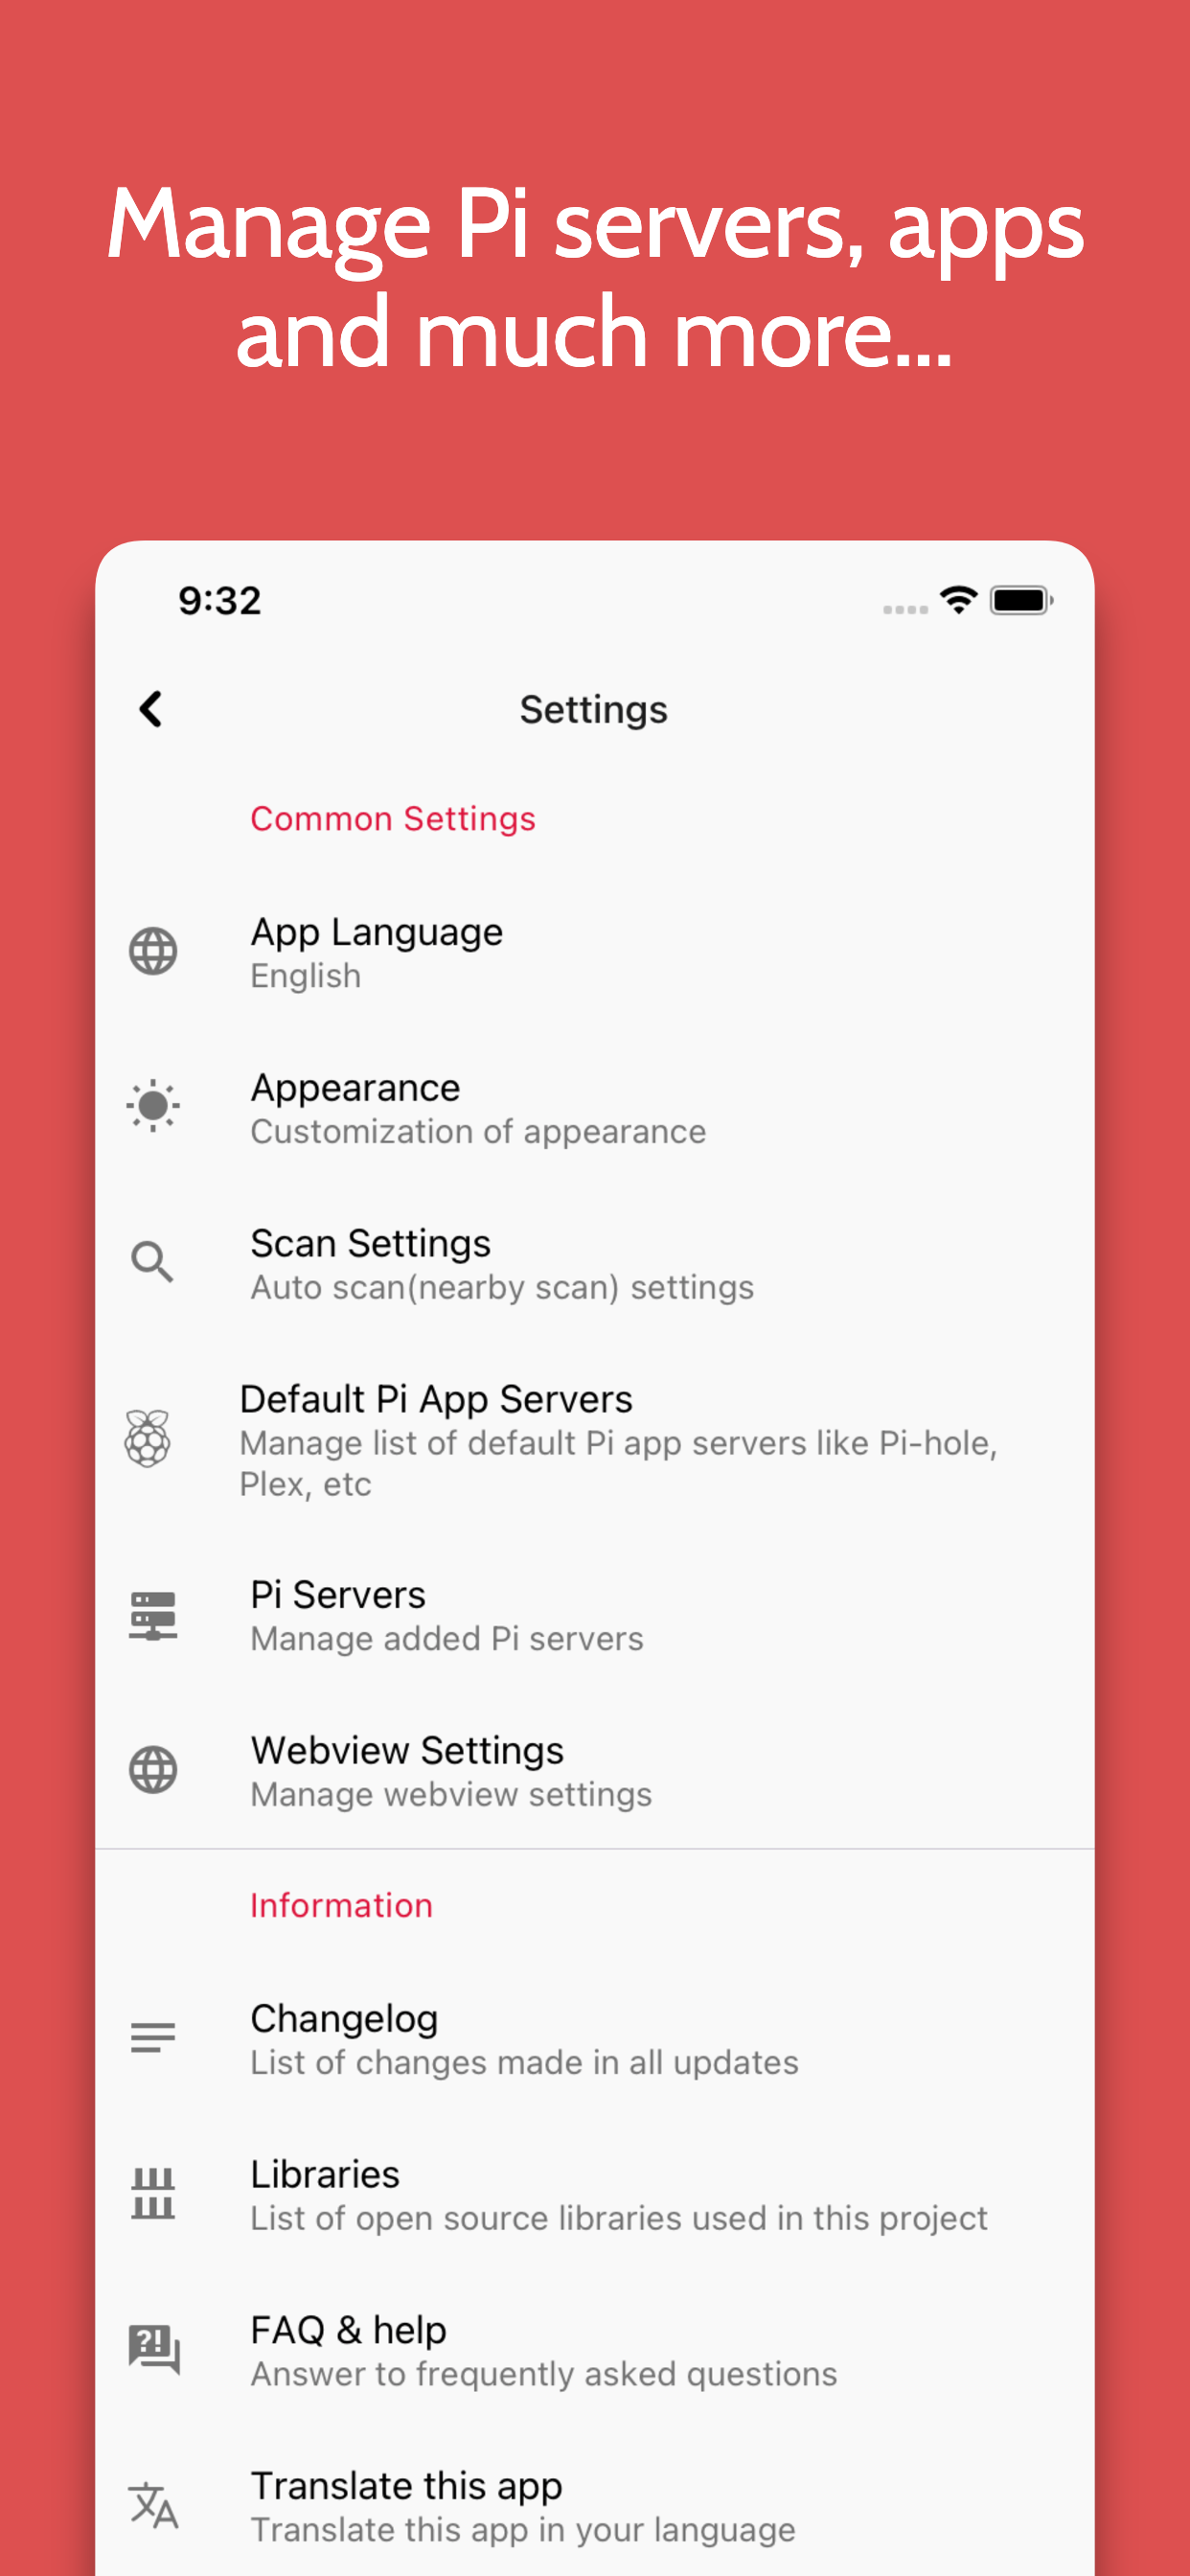 Manage Pi servers, apps
and much more...
9:32
Settings
Common Settings
App Language
English
Appearance
Customization of appearance
Scan Settings
Auto scan(nearby scan) settings
Default Pi App Servers
Manage list of default Pi app servers like Pi-hole,
Plex, etc
Pi Servers
Manage added Pi servers
Webview Settings
Manage webview settings
Information
Changelog
List of changes made in all updates
Libraries
List of open source libraries used in this project
?!
FAQ & help
Answer to frequently asked questions
Translate this app
Translate this app in your language